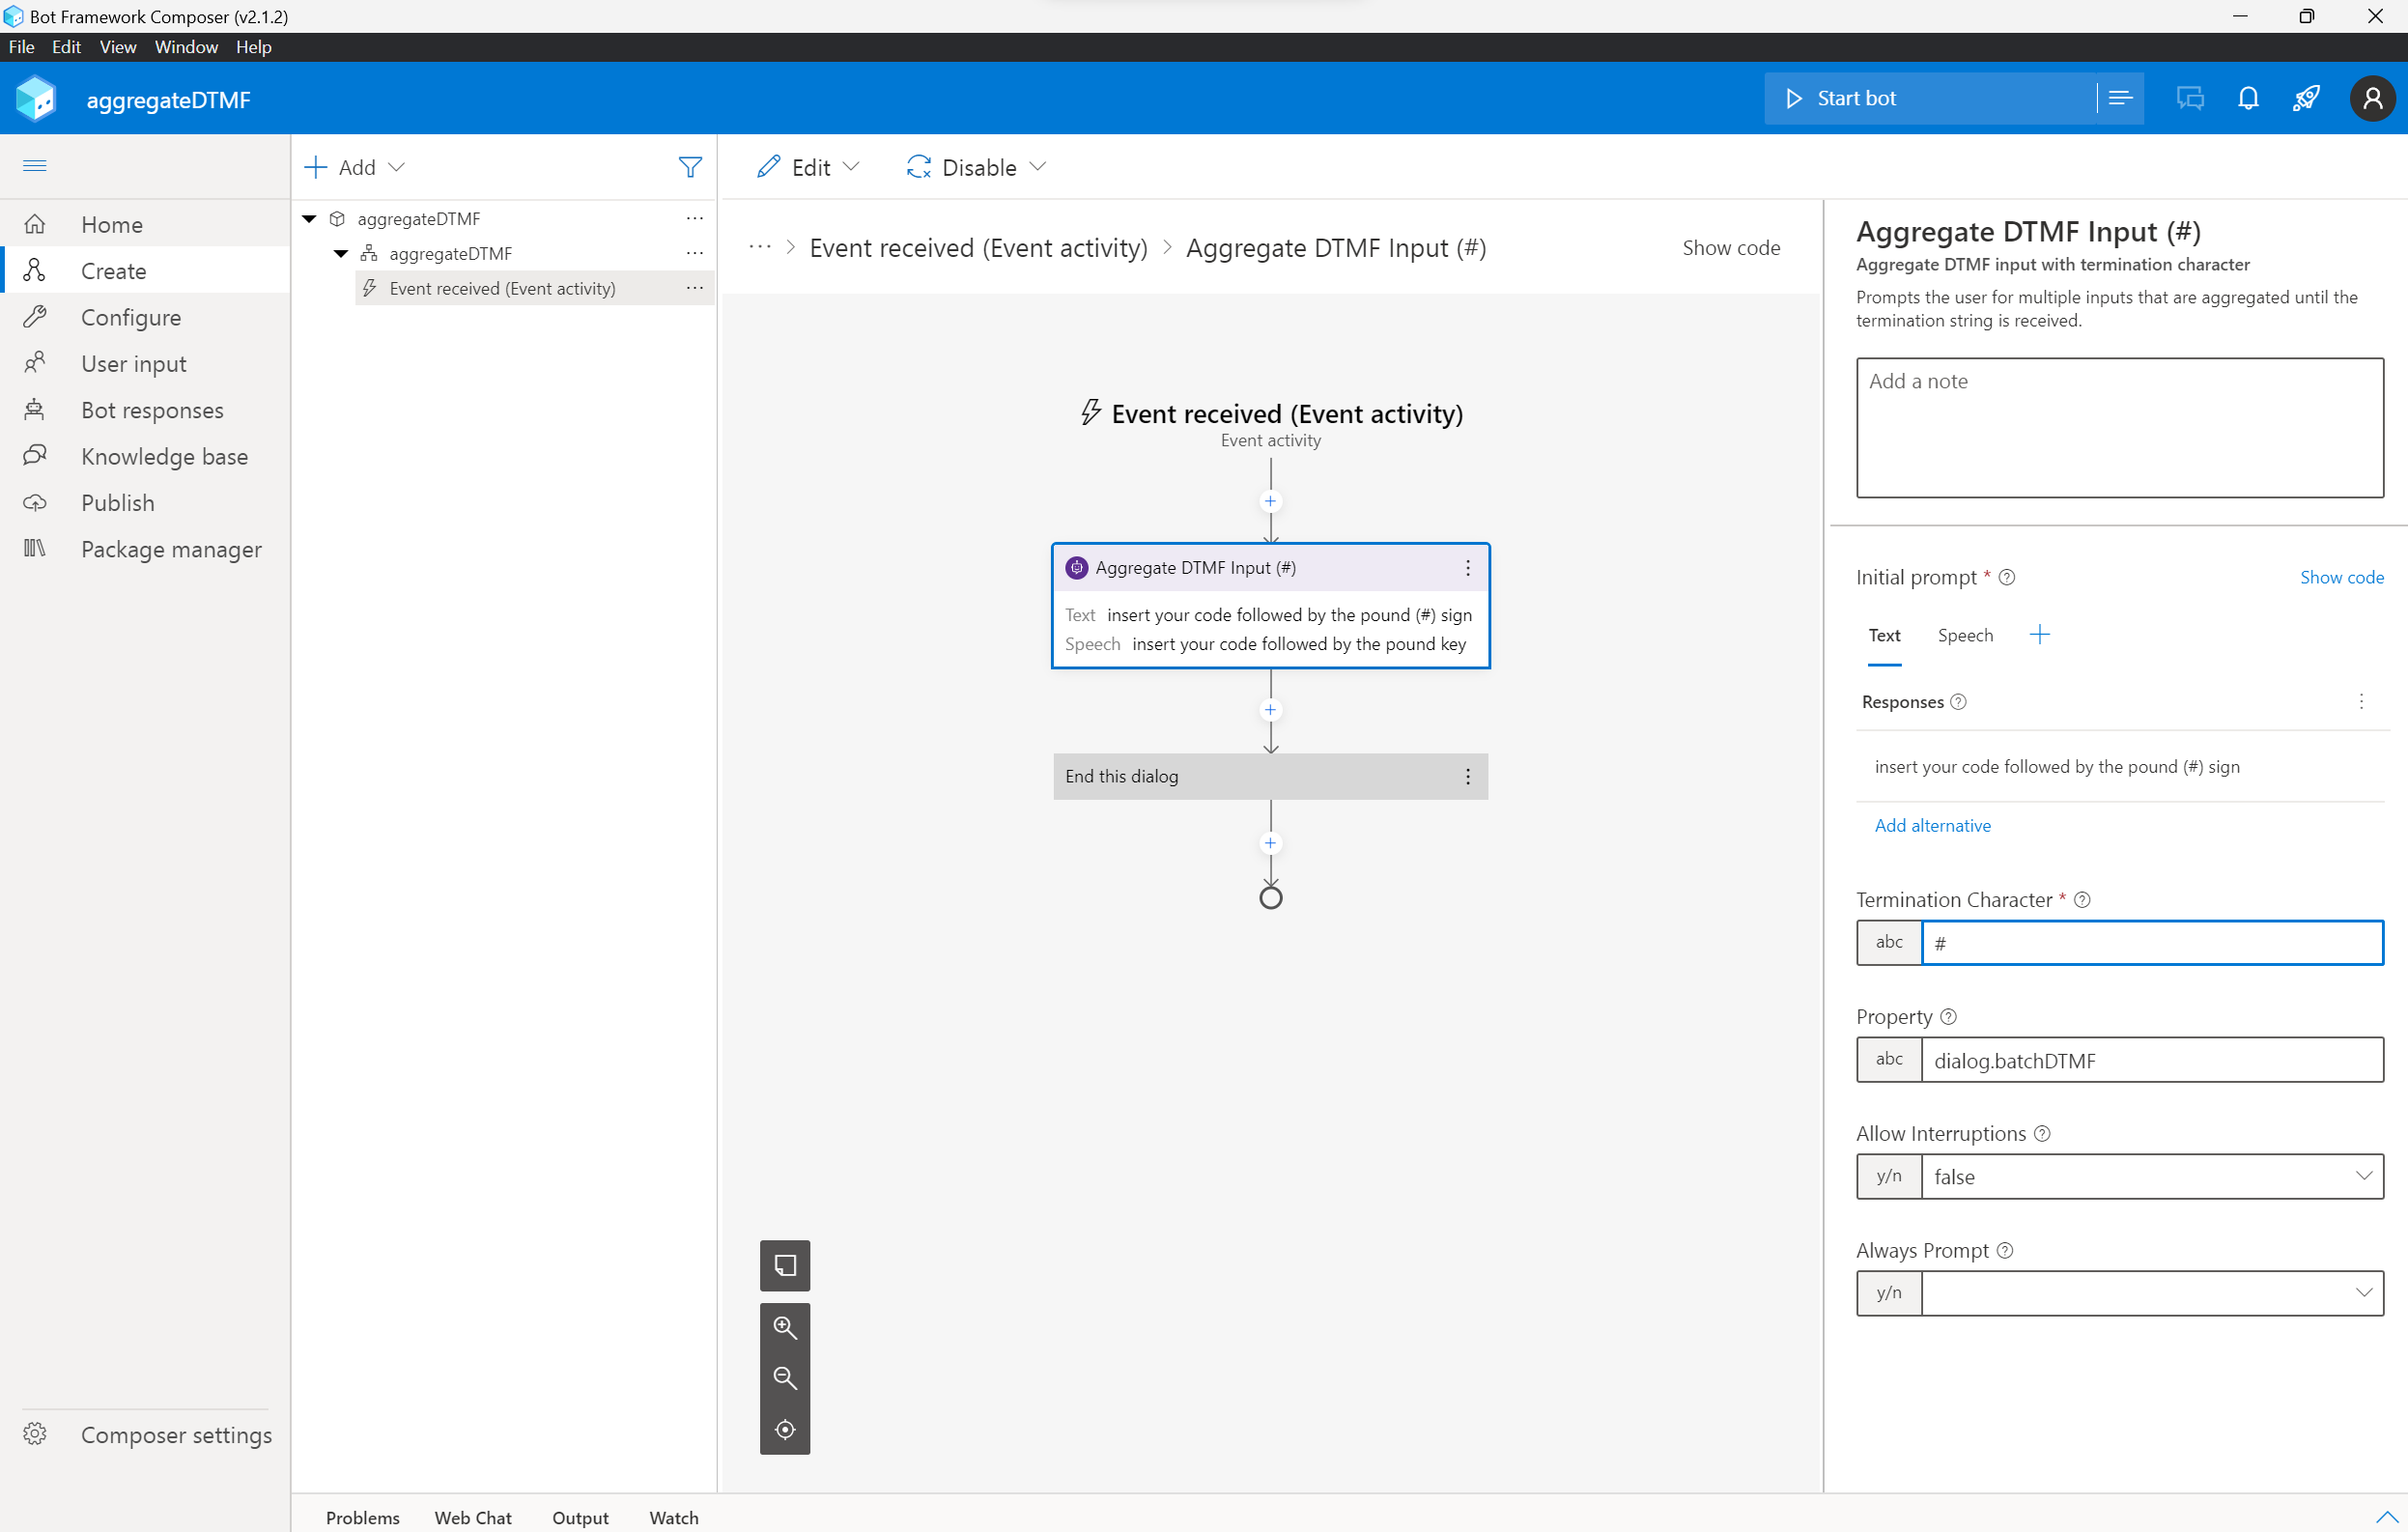 Bot Framework Composer (v2.1.2)
File Edit View Window Help
aggregateDTMF
Start bot
Home
Create
Configure
User input
Bot responses
Knowledge base
Publish
Package manager
Composer settings
Add
aggregateDTMF
aggregateDTMF
Event received (Event activity)
Edit Disable
... > Event received (Event activity) > Aggregate DTMF Input (#)
Show code
Event received (Event activity)
Event activity
Aggregate DTMF Input (#)
Text insert your code followed by the pound (#) sign
Speech insert your code followed by the pound key
End this dialog
Aggregate DTMF Input (#)
Aggregate DTMF input with termination character
Prompts the user for multiple inputs that are aggregated until the
termination string is received.
Add a note
Initial prompt * Show code
Text Speech
Responses
insert your code followed by the pound (#) sign
Add alternative
Termination Character *
abc #
Property
abc dialog.batchDTMF
Allow Interruptions
y/n false
Always Prompt
y/n
Problems Web Chat Output Watch